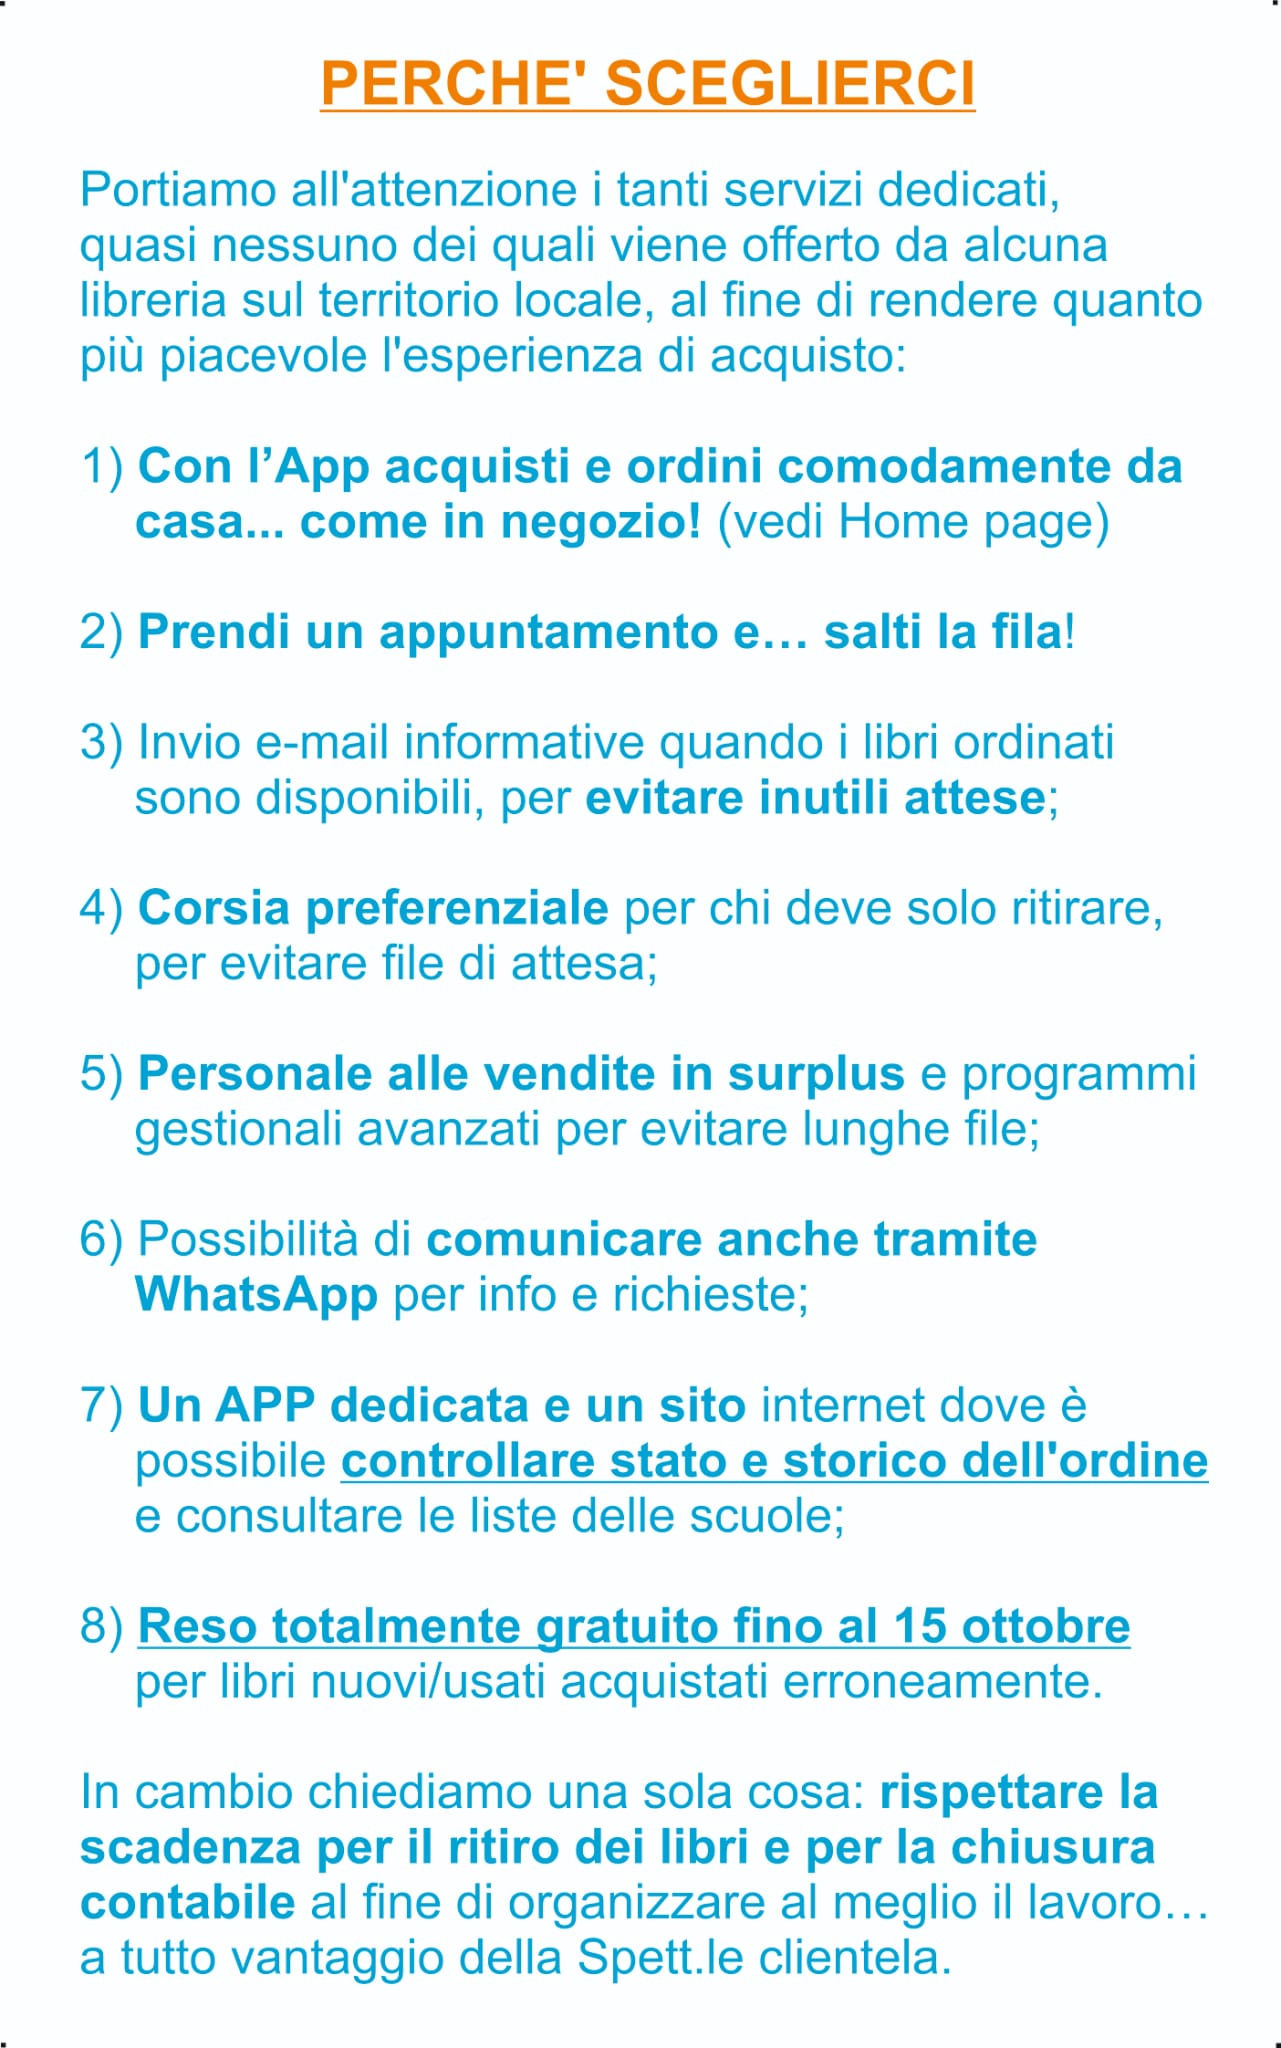 PERCHE' SCEGLIERCI
Portiamo all'attenzione i tanti servizi dedicati,
quasi nessuno dei quali viene offerto da alcuna
libreria sul territorio locale, al fine di rendere quanto
più piacevole l'esperienza di acquisto:
1) Con l’App acquisti e ordini comodamente da
casa... come in negozio! (vedi Home page)
2) Prendi un appuntamento e… salti la fila!
3) Invio e-mail informative quando i libri ordinati
sono disponibili, per evitare inutili attese;
4) Corsia preferenziale per chi deve solo ritirare,
per evitare file di attesa;
5) Personale alle vendite in surplus e programmi
gestionali avanzati per evitare lunghe file;
6) Possibilità di comunicare anche tramite
WhatsApp per info e richieste;
7) Un APP dedicata e un sito internet dove è
possibile controllare stato e storico dell'ordine
e consultare le liste delle scuole;
8) Reso totalmente gratuito fino al 15 ottobre
per libri nuovi/usati acquistati erroneamente.
In cambio chiediamo una sola cosa: rispettare la
scadenza per il ritiro dei libri e per la chiusura
contabile al fine di organizzare al meglio il lavoro…
a tutto vantaggio della Spett.le clientela.